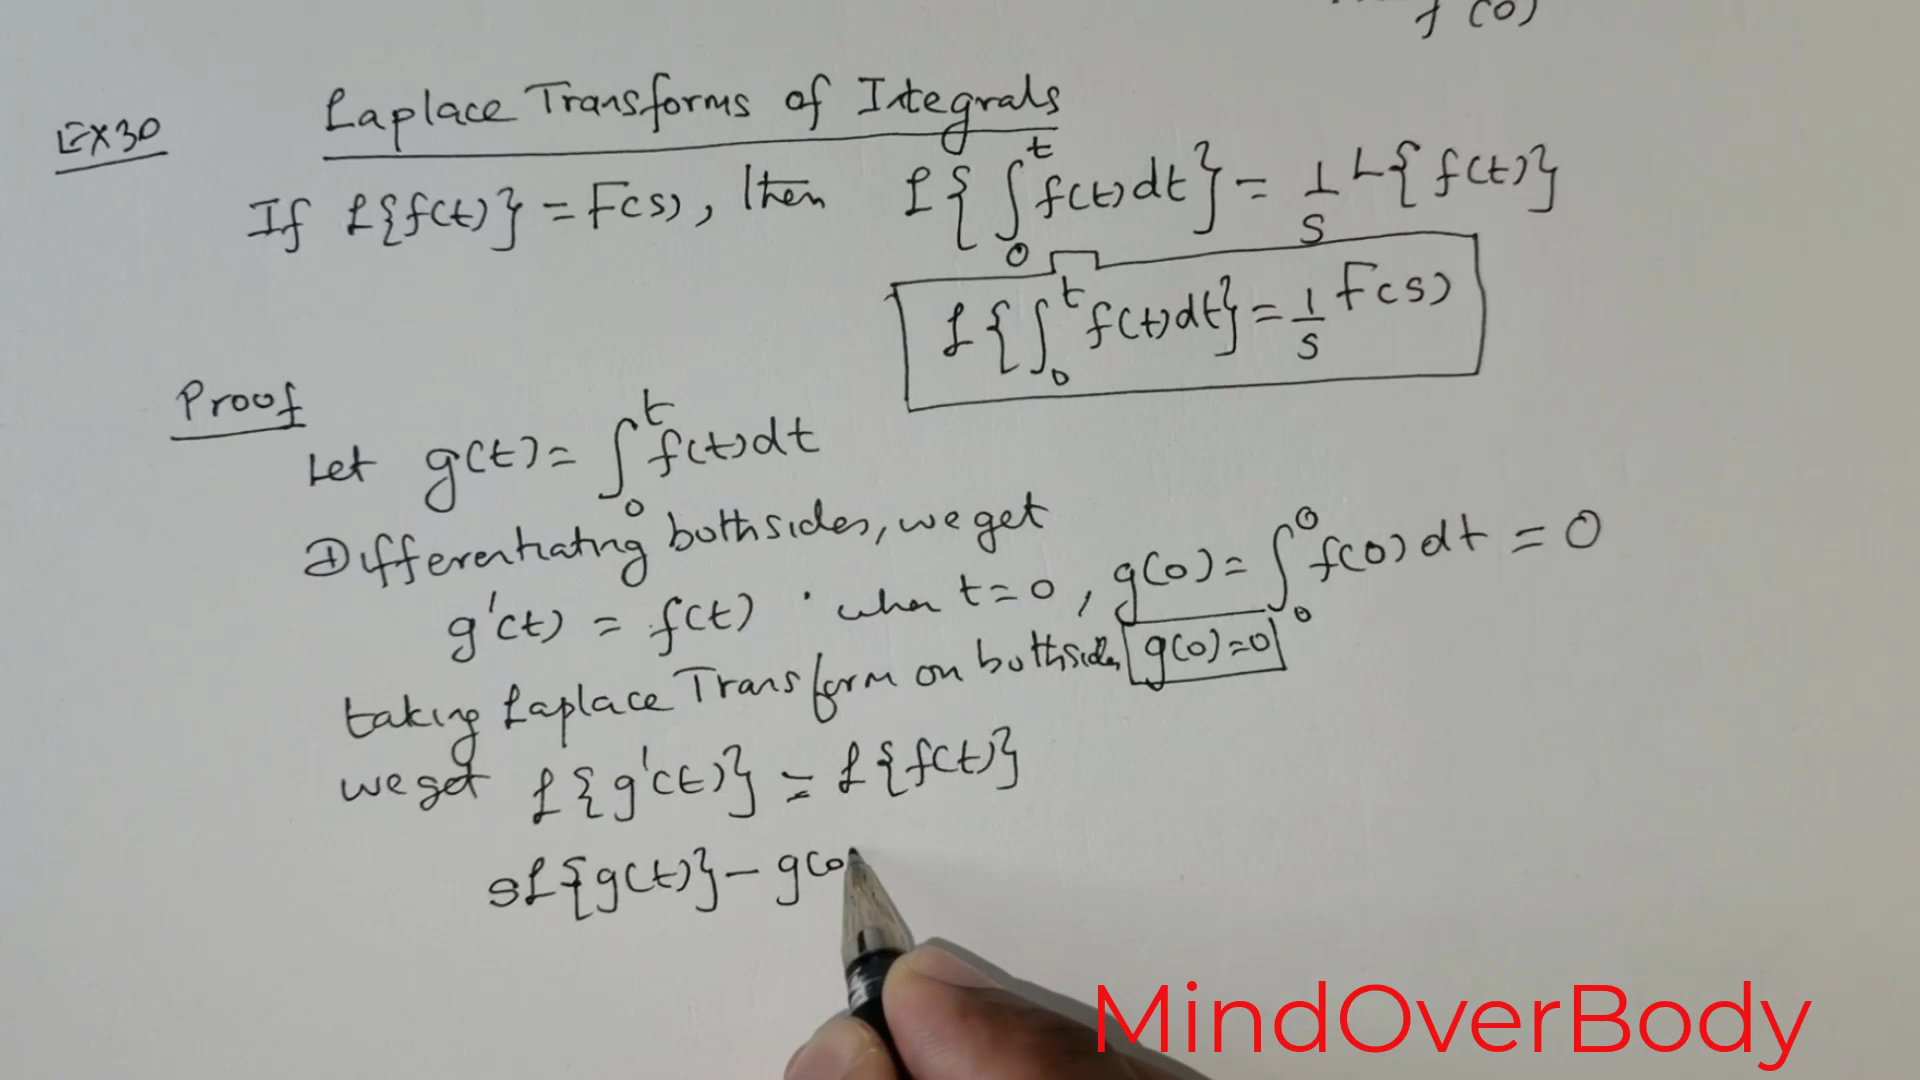 f(0)
Ex30
Laplace Transforms of Integrals
If £{f(t)} = F(s), then £{∫₀ᵗ f(t)dt} = 1/s L{f(t)}
£{∫₀ᵗ f(t)dt} = 1/s F(s)
Proof
Let g(t) = ∫₀ᵗ f(t)dt
Differentiating bothsides, we get
g'(t) = f(t) . when t=0, g(0) = ∫₀⁰ f(0)dt = 0
taking Laplace Transform on bothsides g(0)=0
we get £{g'(t)} = £{f(t)}
s£{g(t)} - g(0
MindOverBody